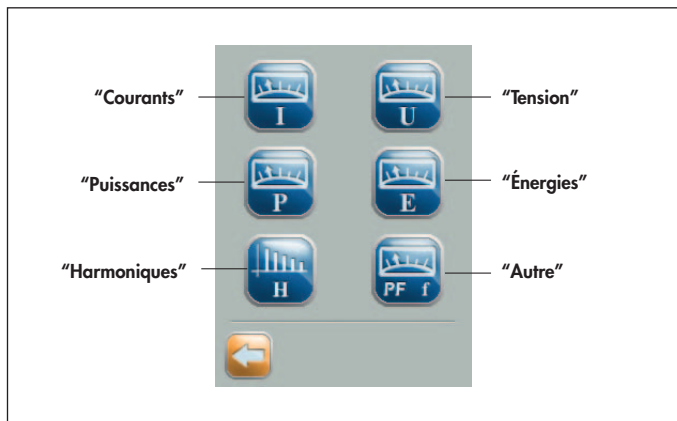 “Courants”
I
U
“Tension”
“Puissances”
P
E
“Énergies”
“Harmoniques”
H
PF f
“Autre”